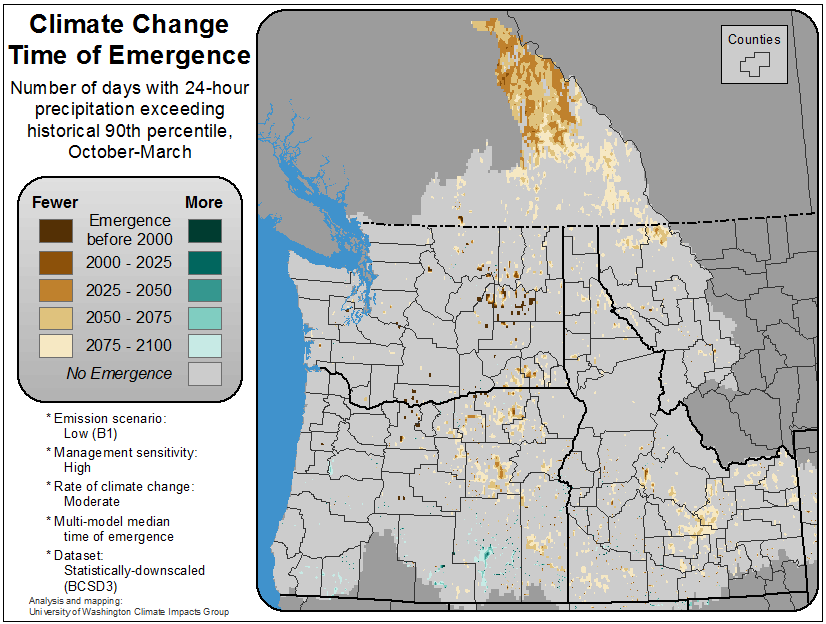 Climate Change
Time of Emergence
Number of days with 24-hour
precipitation exceeding
historical 90th percentile,
October-March
Counties
Fewer More
Emergence
before 2000
2000 - 2025
2025 - 2050
2050 - 2075
2075 - 2100
No Emergence
* Emission scenario:
Low (B1)
* Management sensitivity:
High
* Rate of climate change:
Moderate
* Multi-model median
time of emergence
* Dataset:
Statistically-downscaled
(BCSD3)
Analysis and mapping:
University of Washington Climate Impacts Group